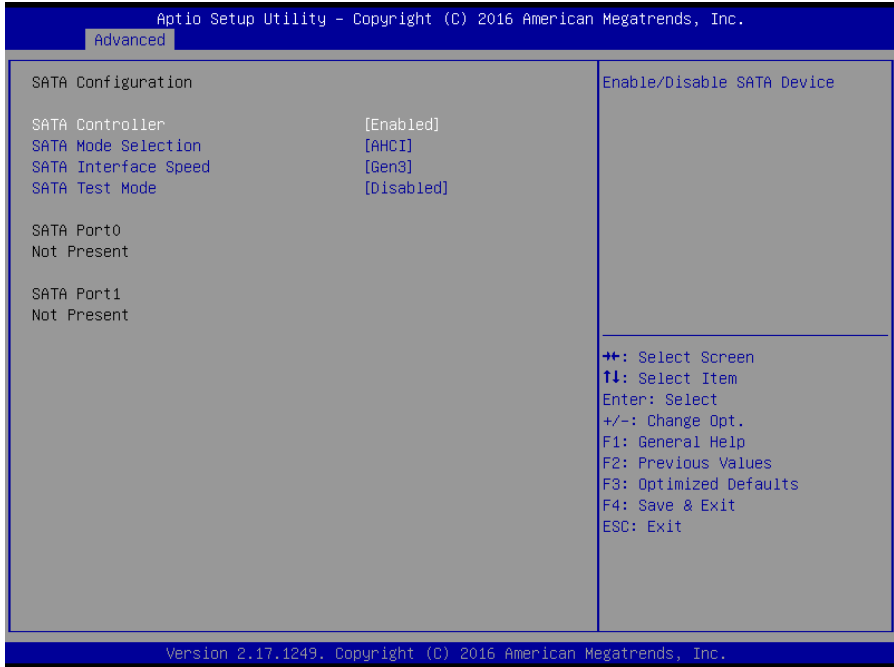 Aptio Setup Utility – Copyright (C) 2016 American Megatrends, Inc.
Advanced
SATA Configuration
SATA Controller [Enabled]
SATA Mode Selection [AHCI]
SATA Interface Speed [Gen3]
SATA Test Mode [Disabled]
SATA Port0
Not Present
SATA Port1
Not Present
Enable/Disable SATA Device
→←: Select Screen
↑↓: Select Item
Enter: Select
+/-: Change Opt.
F1: General Help
F2: Previous Values
F3: Optimized Defaults
F4: Save & Exit
ESC: Exit
Version 2.17.1249. Copyright (C) 2016 American Megatrends, Inc.